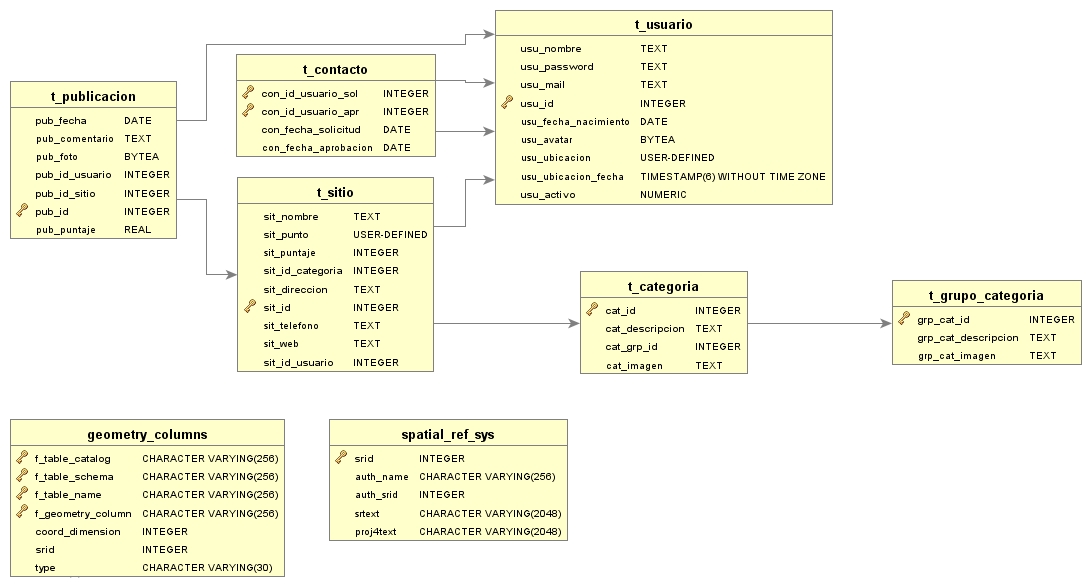 t_usuario
usu_nombre TEXT
usu_password TEXT
usu_mail TEXT
usu_id INTEGER
usu_fecha_nacimiento DATE
usu_avatar BYTEA
usu_ubicacion USER-DEFINED
usu_ubicacion_fecha TIMESTAMP(6) WITHOUT TIME ZONE
usu_activo NUMERIC
t_contacto
con_id_usuario_sol INTEGER
con_id_usuario_apr INTEGER
con_fecha_solicitud DATE
con_fecha_aprobacion DATE
t_publicacion
pub_fecha DATE
pub_comentario TEXT
pub_foto BYTEA
pub_id_usuario INTEGER
pub_id_sitio INTEGER
pub_id INTEGER
pub_puntaje REAL
t_sitio
sit_nombre TEXT
sit_punto USER-DEFINED
sit_puntaje INTEGER
sit_id_categoria INTEGER
sit_direccion TEXT
sit_id INTEGER
sit_telefono TEXT
sit_web TEXT
sit_id_usuario INTEGER
t_categoria
cat_id INTEGER
cat_descripcion TEXT
cat_grp_id INTEGER
cat_imagen TEXT
t_grupo_categoria
grp_cat_id INTEGER
grp_cat_descripcion TEXT
grp_cat_imagen TEXT
geometry_columns
f_table_catalog CHARACTER VARYING(256)
f_table_schema CHARACTER VARYING(256)
f_table_name CHARACTER VARYING(256)
f_geometry_column CHARACTER VARYING(256)
coord_dimension INTEGER
srid INTEGER
type CHARACTER VARYING(30)
spatial_ref_sys
srid INTEGER
auth_name CHARACTER VARYING(256)
auth_srid INTEGER
srtext CHARACTER VARYING(2048)
proj4text CHARACTER VARYING(2048)